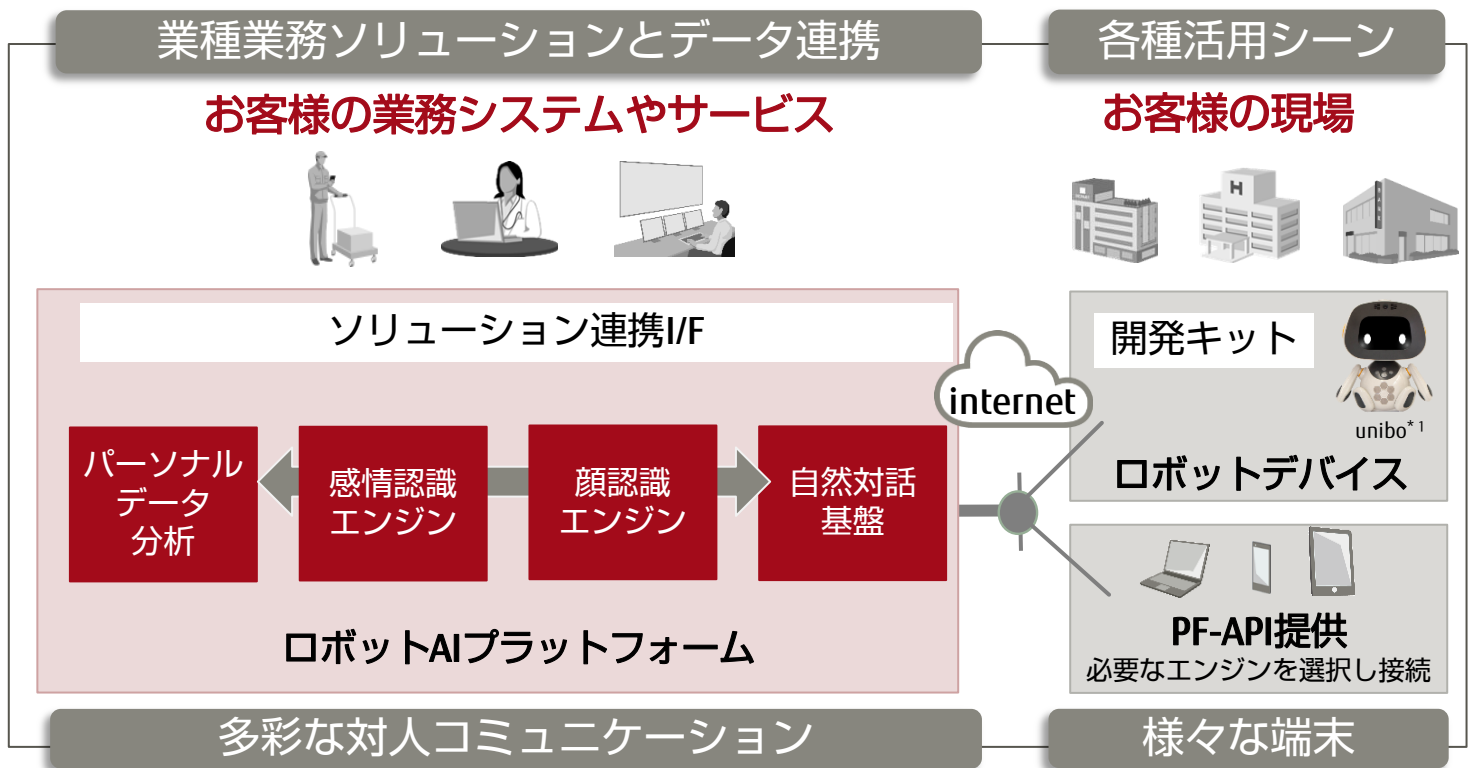 業種業務ソリューションとデータ連携
各種活用シーン
お客様の業務システムやサービス
お客様の現場
H
BANK
ソリューション連携I/F
internet
開発キット
unibo*1
ロボットデバイス
パーソナル
データ
分析
感情認識
エンジン
顔認識
エンジン
自然対話
基盤
ロボットAIプラットフォーム
PF-API提供
必要なエンジンを選択し接続
多彩な対人コミュニケーション
様々な端末